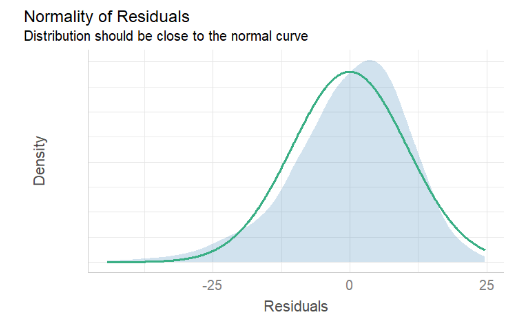 Normality of Residuals
Distribution should be close to the normal curve
Density
-25
0
25
Residuals